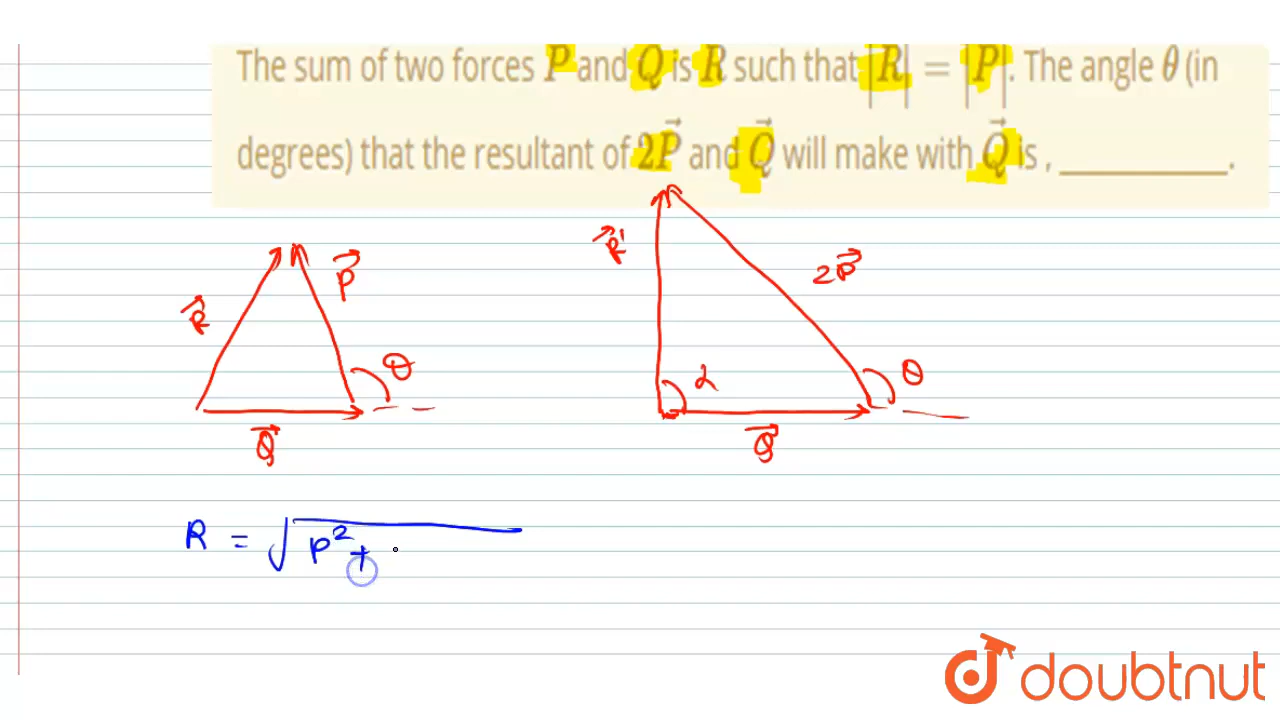 The sum of two forces P⃗ and Q⃗ is R⃗ such that |R⃗| = |P⃗|. The angle θ (in
degrees) that the resultant of 2P⃗ and Q⃗ will make with Q⃗ is , ____________.
R⃗
P⃗
θ
Q⃗
R⃗'
2P⃗
α
θ
Q⃗
R = √P² +
doubtnut